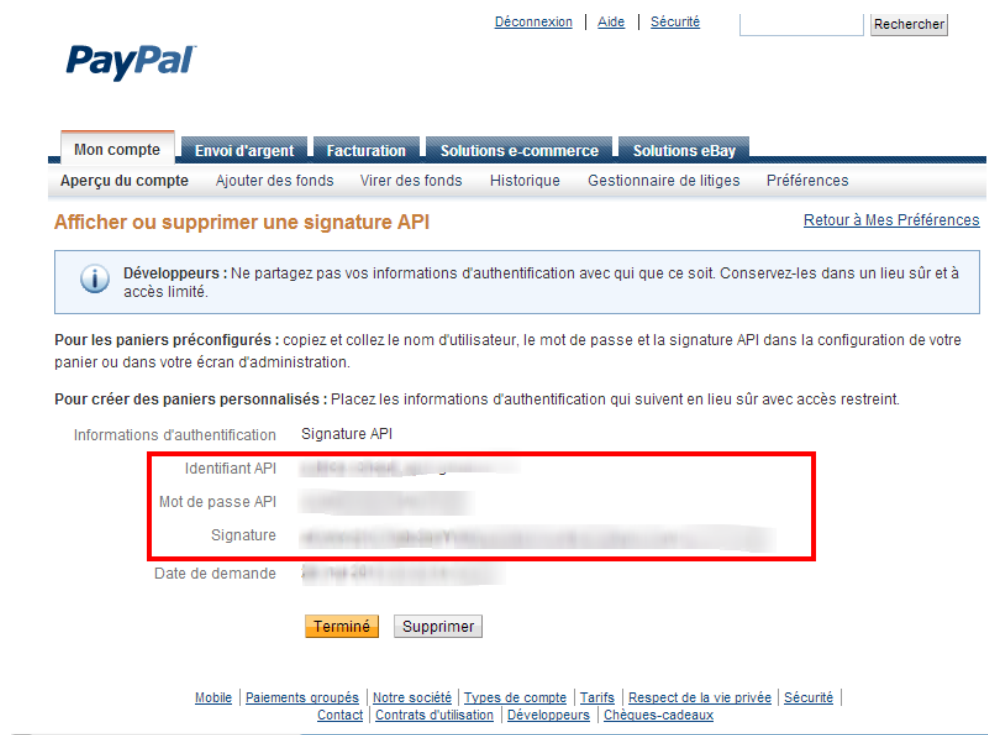 Déconnexion | Aide | Sécurité Rechercher
PayPal
Mon compte Envoi d'argent Facturation Solutions e-commerce Solutions eBay
Aperçu du compte Ajouter des fonds Virer des fonds Historique Gestionnaire de litiges Préférences
Afficher ou supprimer une signature API Retour à Mes Préférences
Développeurs : Ne partagez pas vos informations d'authentification avec qui que ce soit. Conservez-les dans un lieu sûr et à
accès limité.
Pour les paniers préconfigurés : copiez et collez le nom d'utilisateur, le mot de passe et la signature API dans la configuration de votre
panier ou dans votre écran d'administration.
Pour créer des paniers personnalisés : Placez les informations d'authentification qui suivent en lieu sûr avec accès restreint.
Informations d'authentification Signature API
Identifiant API
Mot de passe API
Signature
Date de demande
Terminé Supprimer
Mobile | Paiements groupés | Notre société | Types de compte | Tarifs | Respect de la vie privée | Sécurité |
Contact | Contrats d'utilisation | Développeurs | Chèques-cadeaux